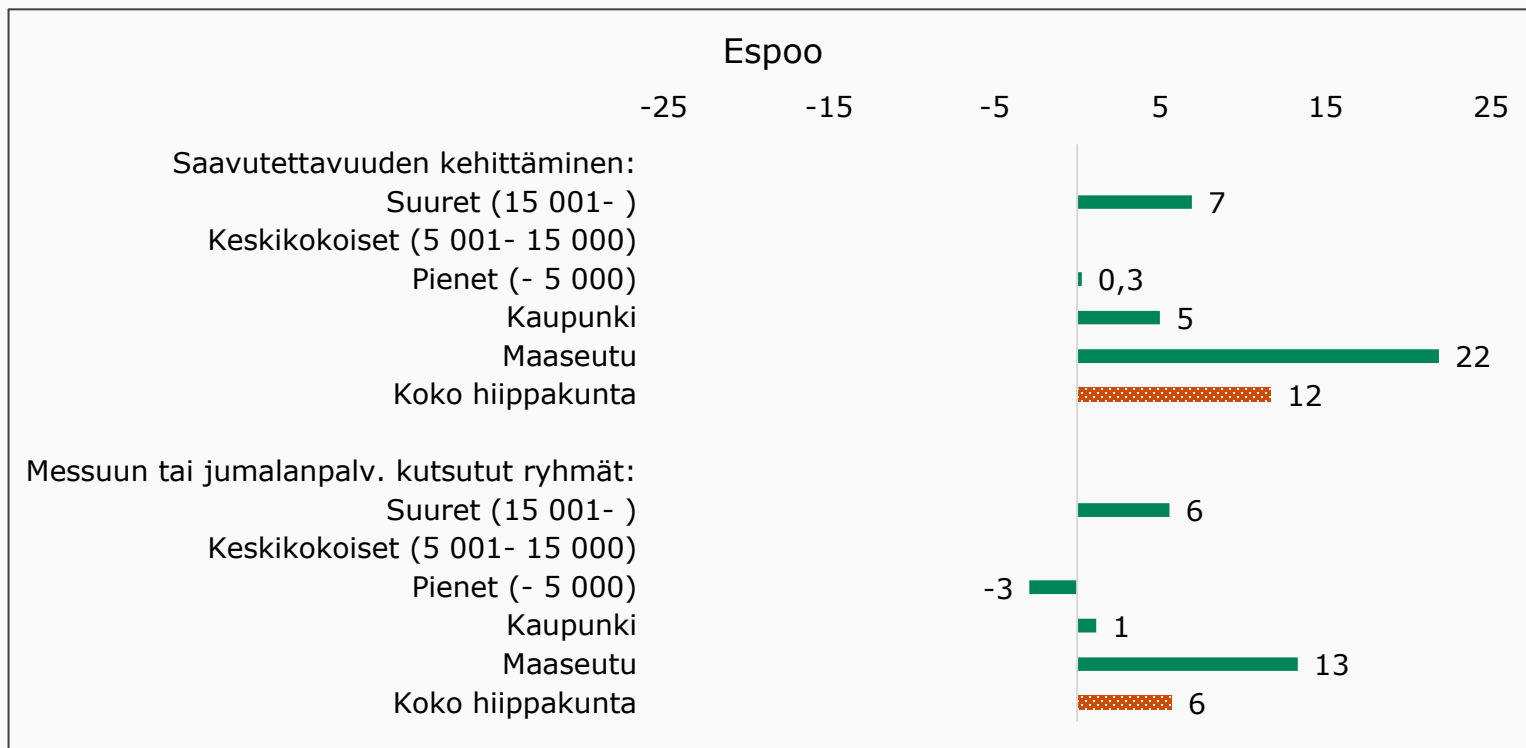 Espoo
-25 -15 -5 5 15 25
Saavutettavuuden kehittäminen:
Suuret (15 001- ) 7
Keskikokoiset (5 001- 15 000)
Pienet (- 5 000) 0,3
Kaupunki 5
Maaseutu 22
Koko hiippakunta 12
Messuun tai jumalanpalv. kutsutut ryhmät:
Suuret (15 001- ) 6
Keskikokoiset (5 001- 15 000)
Pienet (- 5 000) -3
Kaupunki 1
Maaseutu 13
Koko hiippakunta 6